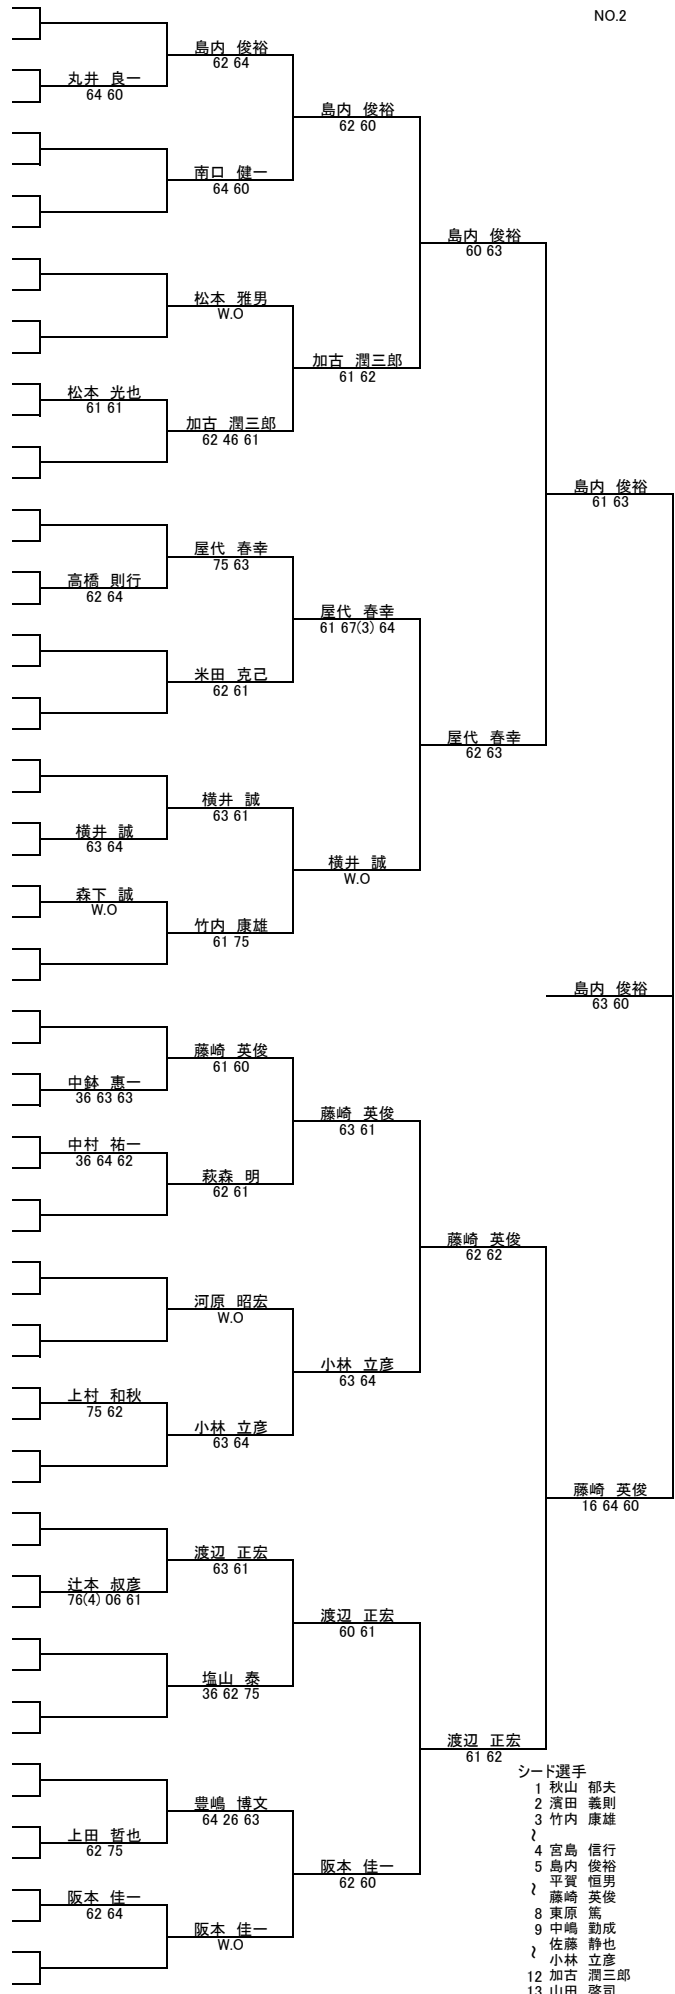 NO.2
島内 俊裕
62 64
丸井 良一
64 60
島内 俊裕
62 60
南口 健一
64 60
島内 俊裕
60 63
松本 雅男
W.O
加古 潤三郎
61 62
松本 光也
61 61
加古 潤三郎
62 46 61
島内 俊裕
61 63
屋代 春幸
75 63
高橋 則行
62 64
屋代 春幸
61 67(3) 64
米田 克己
62 61
屋代 春幸
62 63
横井 誠
63 61
横井 誠
63 64
横井 誠
W.O
森下 誠
W.O
竹内 康雄
61 75
島内 俊裕
63 60
藤崎 英俊
61 60
中鉢 惠一
36 63 63
藤崎 英俊
63 61
中村 祐一
36 64 62
萩森 明
62 61
藤崎 英俊
62 62
河原 昭宏
W.O
小林 立彦
63 64
上村 和秋
75 62
小林 立彦
63 64
藤崎 英俊
16 64 60
渡辺 正宏
63 61
辻本 叔彦
76(4) 06 61
渡辺 正宏
60 61
塩山 泰
36 62 75
渡辺 正宏
61 62
豊嶋 博文
64 26 63
上田 哲也
62 75
阪本 佳一
62 60
阪本 佳一
62 64
阪本 佳一
W.O
シード選手
1 秋山 郁夫
2 濱田 義則
3 竹内 康雄
~
4 宮島 信行
5 島内 俊裕
平賀 恒男
~ 藤崎 英俊
8 東原 篤
9 中嶋 勤成
佐藤 静也
~ 小林 立彦
12 加古 潤三郎
13 山田 啓司